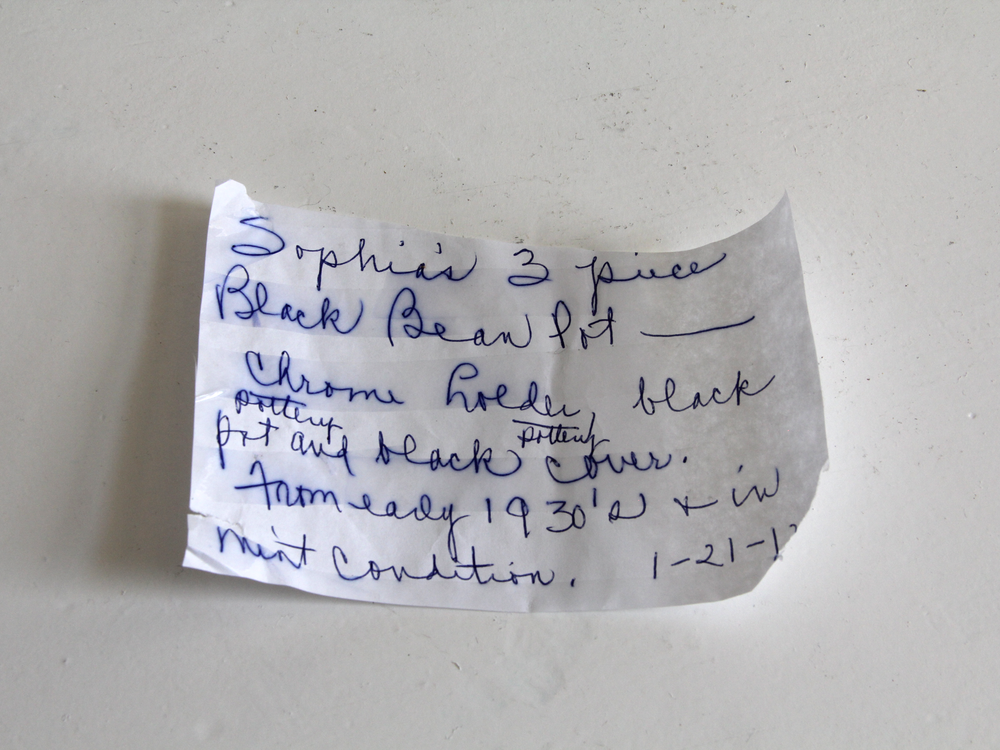 Sophia's 3 piece
Black Bean Pot —
Chrome holder, black
pottery pottery
pot and black cover.
From early 1930's & in
mint condition. 1-21-1